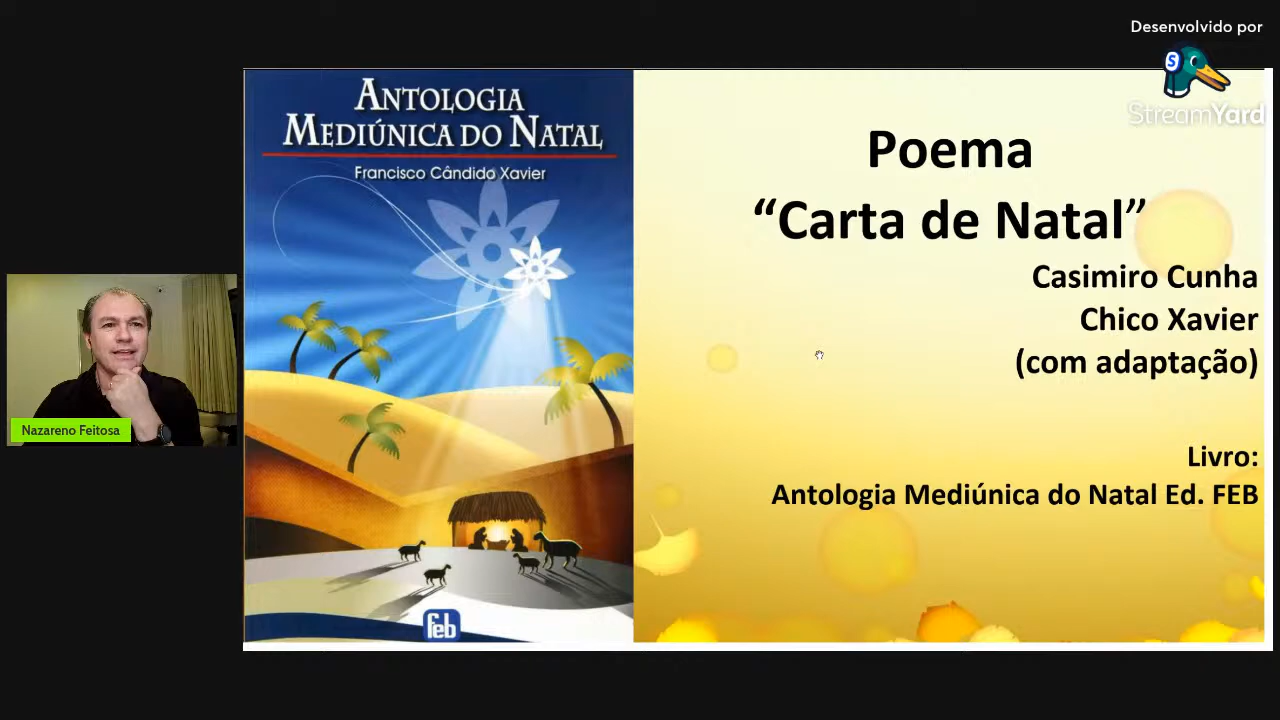 Desenvolvido por
StreamYard
ANTOLOGIA
MEDIÚNICA DO NATAL
Francisco Cândido Xavier
feb
Poema
“Carta de Natal”
Casimiro Cunha
Chico Xavier
(com adaptação)
Livro:
Antologia Mediúnica do Natal Ed. FEB
Nazareno Feitosa